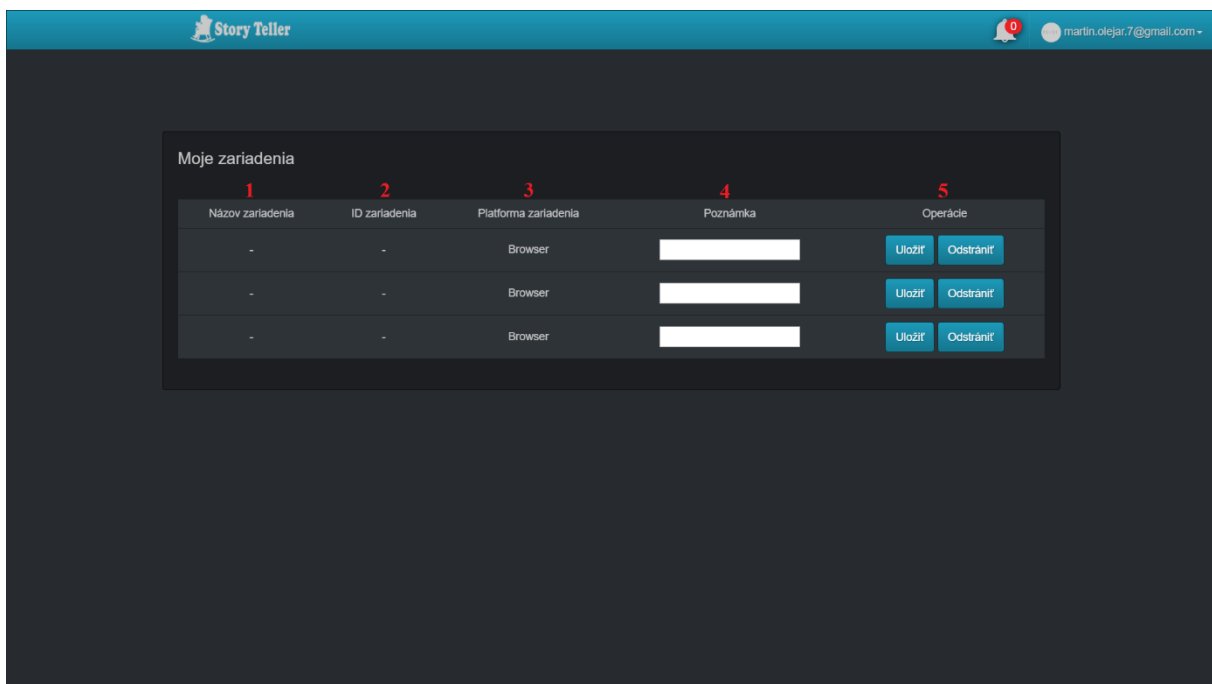 Story Teller 0 martin.olejar.7@gmail.com
Moje zariadenia
1 2 3 4 5
Názov zariadenia ID zariadenia Platforma zariadenia Poznámka Operácie
- - Browser Uložiť Odstrániť
- - Browser Uložiť Odstrániť
- - Browser Uložiť Odstrániť